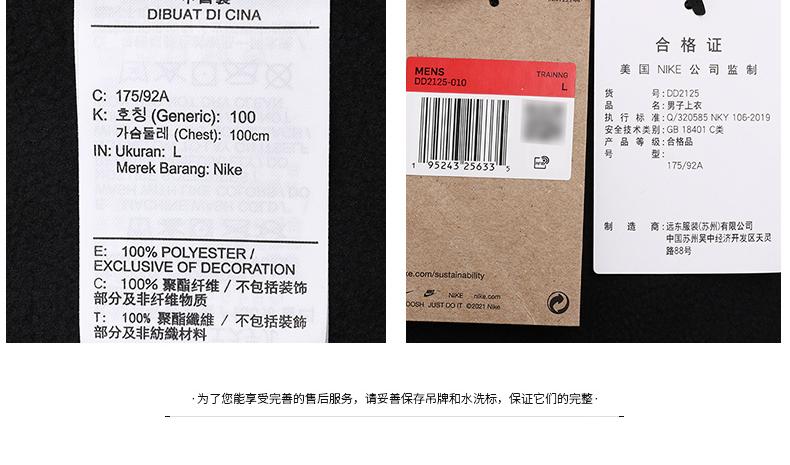 DIBUAT DI CINA
C: 175/92A
K: 호칭 (Generic): 100
가슴둘레 (Chest): 100cm
IN: Ukuran: L
Merek Barang: Nike
E: 100% POLYESTER /
EXCLUSIVE OF DECORATION
C: 100% 聚酯纤维 / 不包括装饰
部分及非纤维物质
T: 100% 聚酯纖維 / 不包括裝飾
部分及非紡織材料
MENS
DD2125-010
TRAINNG
L
1 95243 25633 5
e.com/sustainability
NIKE nike.com
OOSH JUST DO IT ©2021 Nike
合格证
美国 NIKE 公司监制
货号: DD2125
品名: 男子上衣
执行标准: Q/320585 NKY 106-2019
安全技术类别: GB 18401 C类
产品等级: 合格品
号型:
175/92A
制造商: 远东服装(苏州)有限公司
中国苏州吴中经济开发区天灵
路88号
·为了您能享受完善的售后服务，请妥善保存吊牌和水洗标，保证它们的完整·